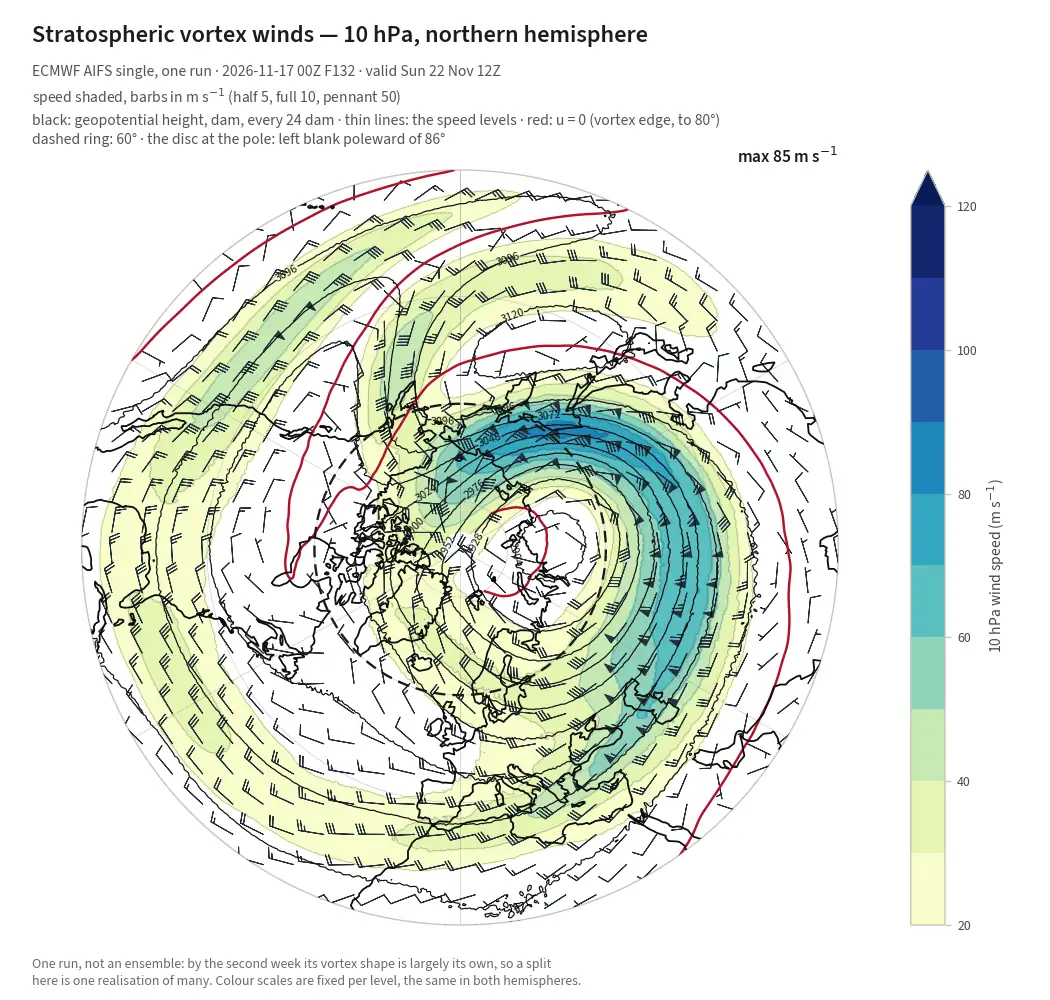 Stratospheric vortex winds — 10 hPa, northern hemisphere
ECMWF AIFS single, one run · 2026-11-17 00Z F132 · valid Sun 22 Nov 12Z
speed shaded, barbs in m s⁻¹ (half 5, full 10, pennant 50)
black: geopotential height, dam, every 24 dam · thin lines: the speed levels · red: u = 0 (vortex edge, to 80°)
dashed ring: 60° · the disc at the pole: left blank poleward of 86°
max 85 m s⁻¹
120
100
80
60
40
20
10 hPa wind speed (m s⁻¹)
3096
3096
3120
3096
3072
3048
2976
One run, not an ensemble: by the second week its vortex shape is largely its own, so a split
here is one realisation of many. Colour scales are fixed per level, the same in both hemispheres.